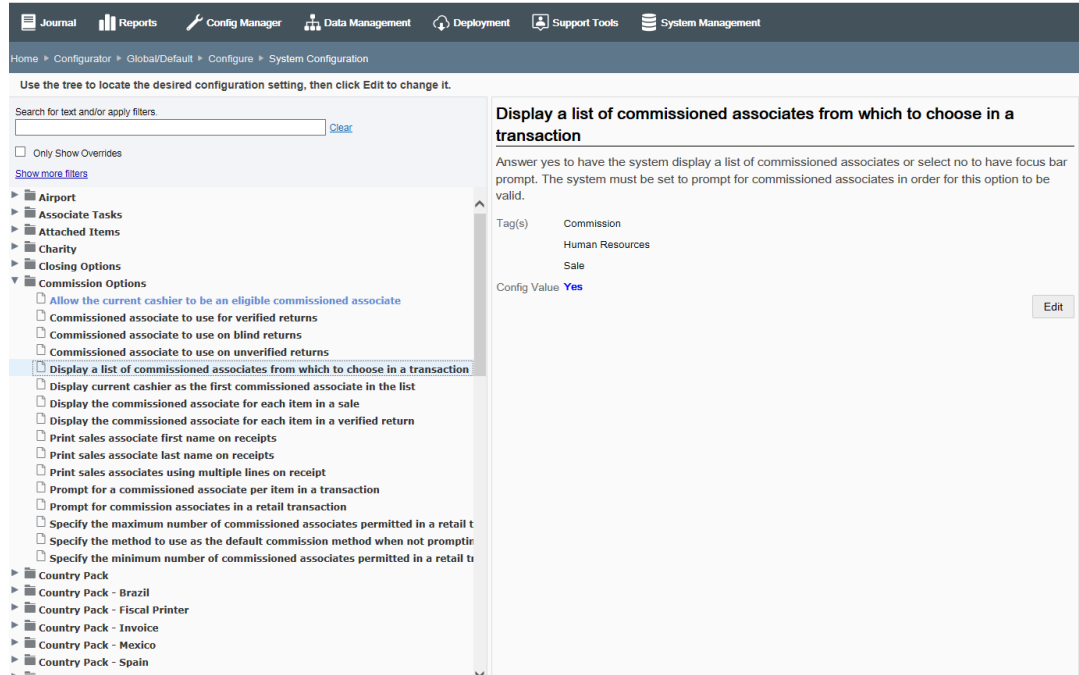 Journal Reports Config Manager Data Management Deployment Support Tools System Management
Home Configurator Global/Default Configure System Configuration
Use the tree to locate the desired configuration setting, then click Edit to change it.
Search for text and/or apply filters.
Clear
Only Show Overrides
Show more filters
Airport
Associate Tasks
Attached Items
Charity
Closing Options
Commission Options
Allow the current cashier to be an eligible commissioned associate
Commissioned associate to use for verified returns
Commissioned associate to use on blind returns
Commissioned associate to use on unverified returns
Display a list of commissioned associates from which to choose in a transaction
Display current cashier as the first commissioned associate in the list
Display the commissioned associate for each item in a sale
Display the commissioned associate for each item in a verified return
Print sales associate first name on receipts
Print sales associate last name on receipts
Print sales associates using multiple lines on receipt
Prompt for a commissioned associate per item in a transaction
Prompt for commission associates in a retail transaction
Specify the maximum number of commissioned associates permitted in a retail t
Specify the method to use as the default commission method when not promptin
Specify the minimum number of commissioned associates permitted in a retail tr
Country Pack
Country Pack - Brazil
Country Pack - Fiscal Printer
Country Pack - Invoice
Country Pack - Mexico
Country Pack - Spain
Display a list of commissioned associates from which to choose in a
transaction
Answer yes to have the system display a list of commissioned associates or select no to have focus bar
prompt. The system must be set to prompt for commissioned associates in order for this option to be
valid.
Tag(s) Commission
Human Resources
Sale
Config Value Yes
Edit